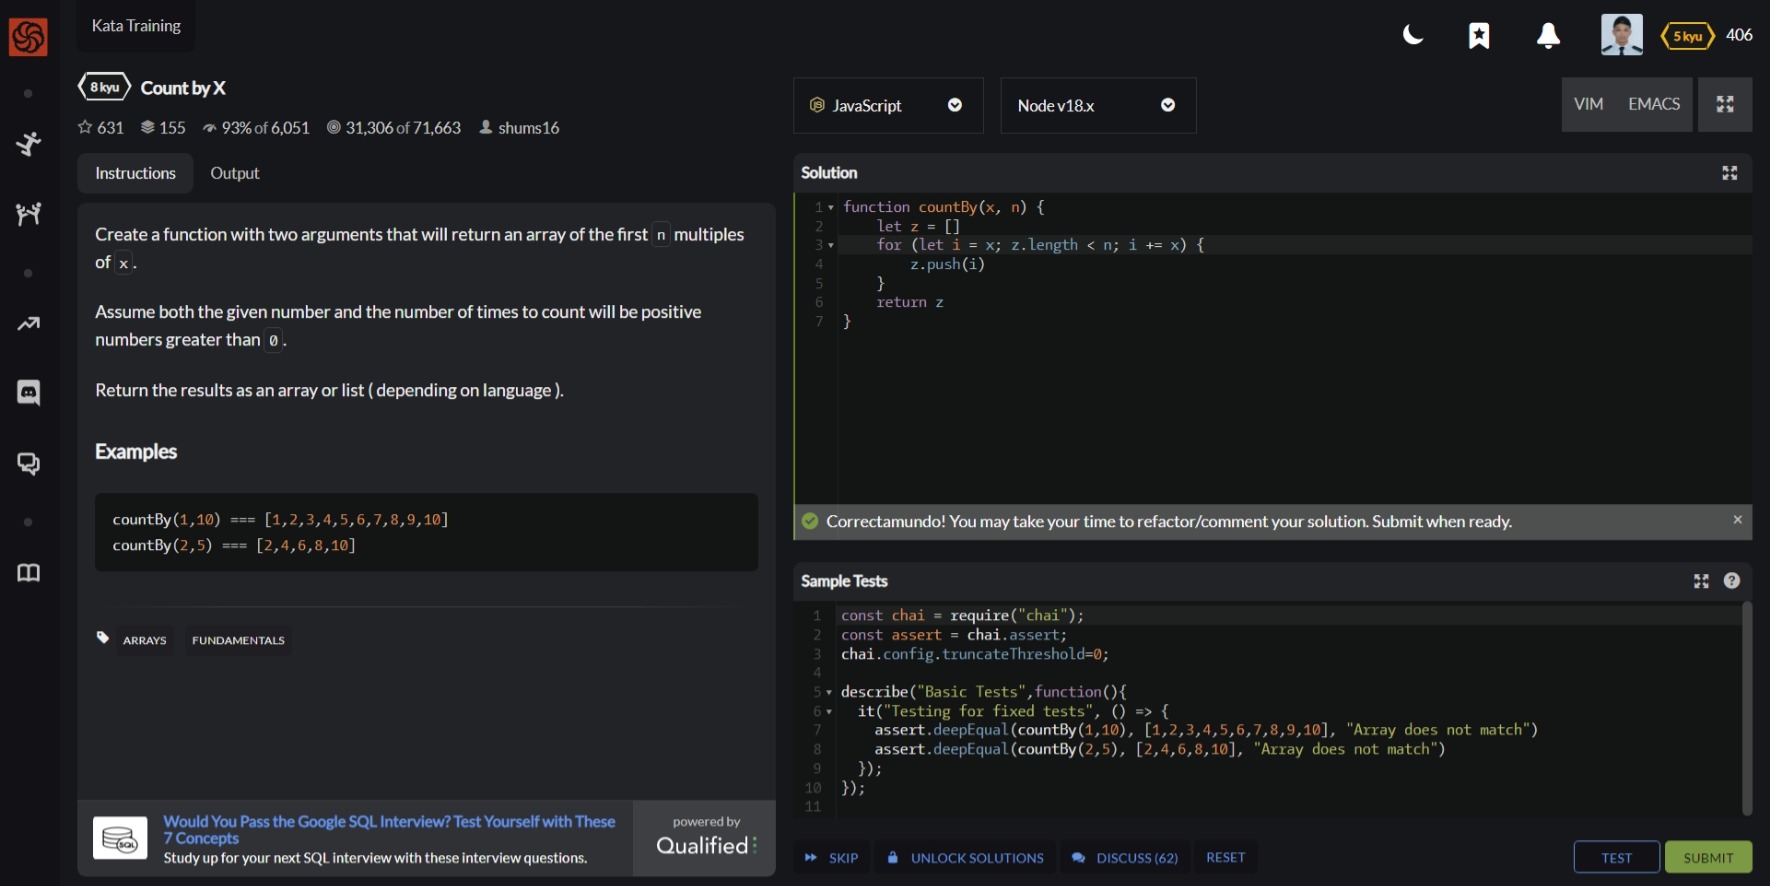 Kata Training
5 kyu
406
8 kyu
Count by X
631
155
93% of 6,051
31,306 of 71,663
shums16
Instructions
Output
Create a function with two arguments that will return an array of the first n multiples
of x.
Assume both the given number and the number of times to count will be positive
numbers greater than 0.
Return the results as an array or list ( depending on language ).
Examples
countBy(1,10) === [1,2,3,4,5,6,7,8,9,10]
countBy(2,5) === [2,4,6,8,10]
ARRAYS
FUNDAMENTALS
SQL
Would You Pass the Google SQL Interview? Test Yourself with These
7 Concepts
Study up for your next SQL interview with these interview questions.
powered by
Qualified
JS
JavaScript
Node v18.x
VIM
EMACS
Solution
1 function countBy(x, n) {
2 let z = []
3 for (let i = x; z.length < n; i += x) {
4 z.push(i)
5 }
6 return z
7 }
Correctamundo! You may take your time to refactor/comment your solution. Submit when ready.
×
Sample Tests
?
1 const chai = require("chai");
2 const assert = chai.assert;
3 chai.config.truncateThreshold=0;
4
5 describe("Basic Tests",function(){
6 it("Testing for fixed tests", () => {
7 assert.deepEqual(countBy(1,10), [1,2,3,4,5,6,7,8,9,10], "Array does not match")
8 assert.deepEqual(countBy(2,5), [2,4,6,8,10], "Array does not match")
9 });
10 });
11
SKIP
UNLOCK SOLUTIONS
DISCUSS (62)
RESET
TEST
SUBMIT